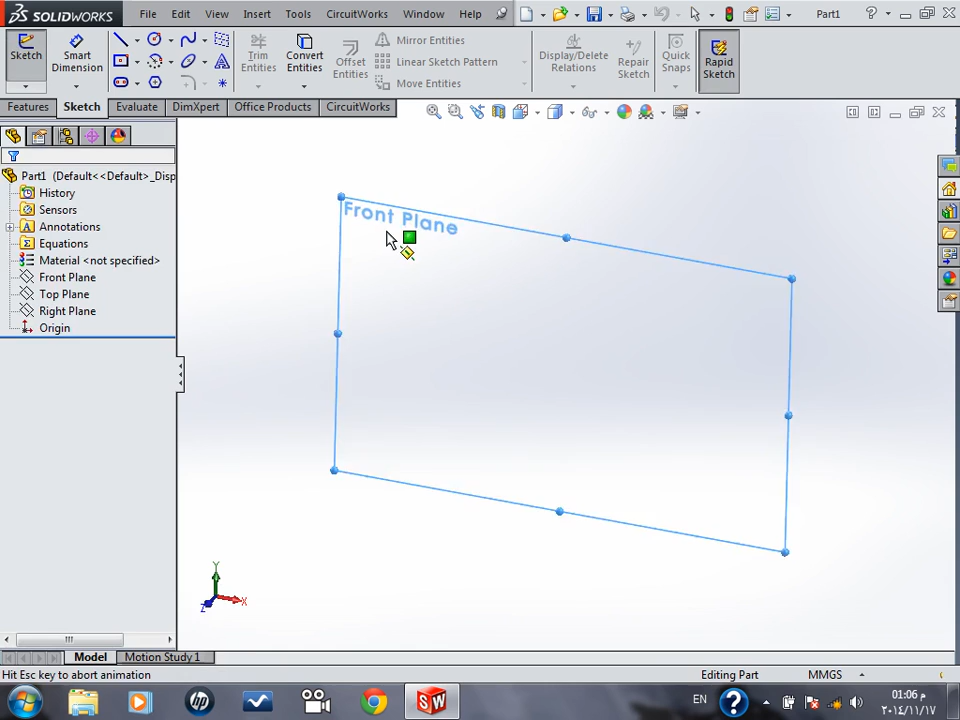 SOLIDWORKS File Edit View Insert Tools CircuitWorks Window Help Part1
Sketch Smart Dimension Trim Entities Convert Entities Offset Entities Mirror Entities Linear Sketch Pattern Move Entities Display/Delete Relations Repair Sketch Quick Snaps Rapid Sketch
Features Sketch Evaluate DimXpert Office Products CircuitWorks
Part1 (Default<<Default>_Disp
History
Sensors
Annotations
Equations
Material <not specified>
Front Plane
Top Plane
Right Plane
Origin
Front Plane
Y
X
Z
Model Motion Study 1
Hit Esc key to abort animation Editing Part MMGS
EN 01:06 م
٢٠١٤/١١/١٧